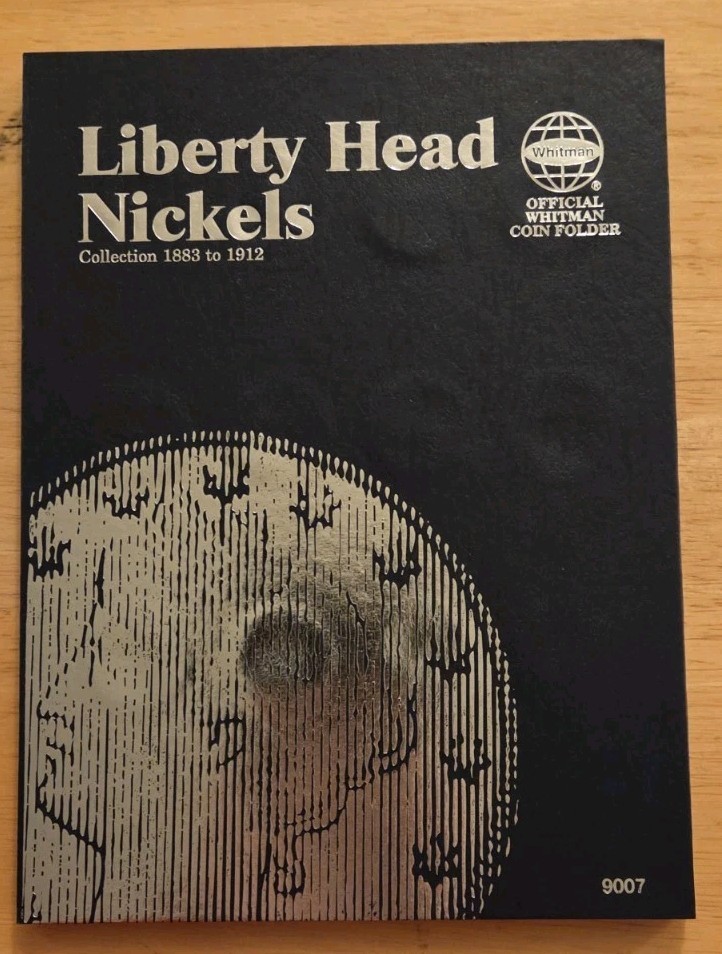 Liberty Head
Nickels
Collection 1883 to 1912
Whitman
®
OFFICIAL
WHITMAN
COIN FOLDER
9007